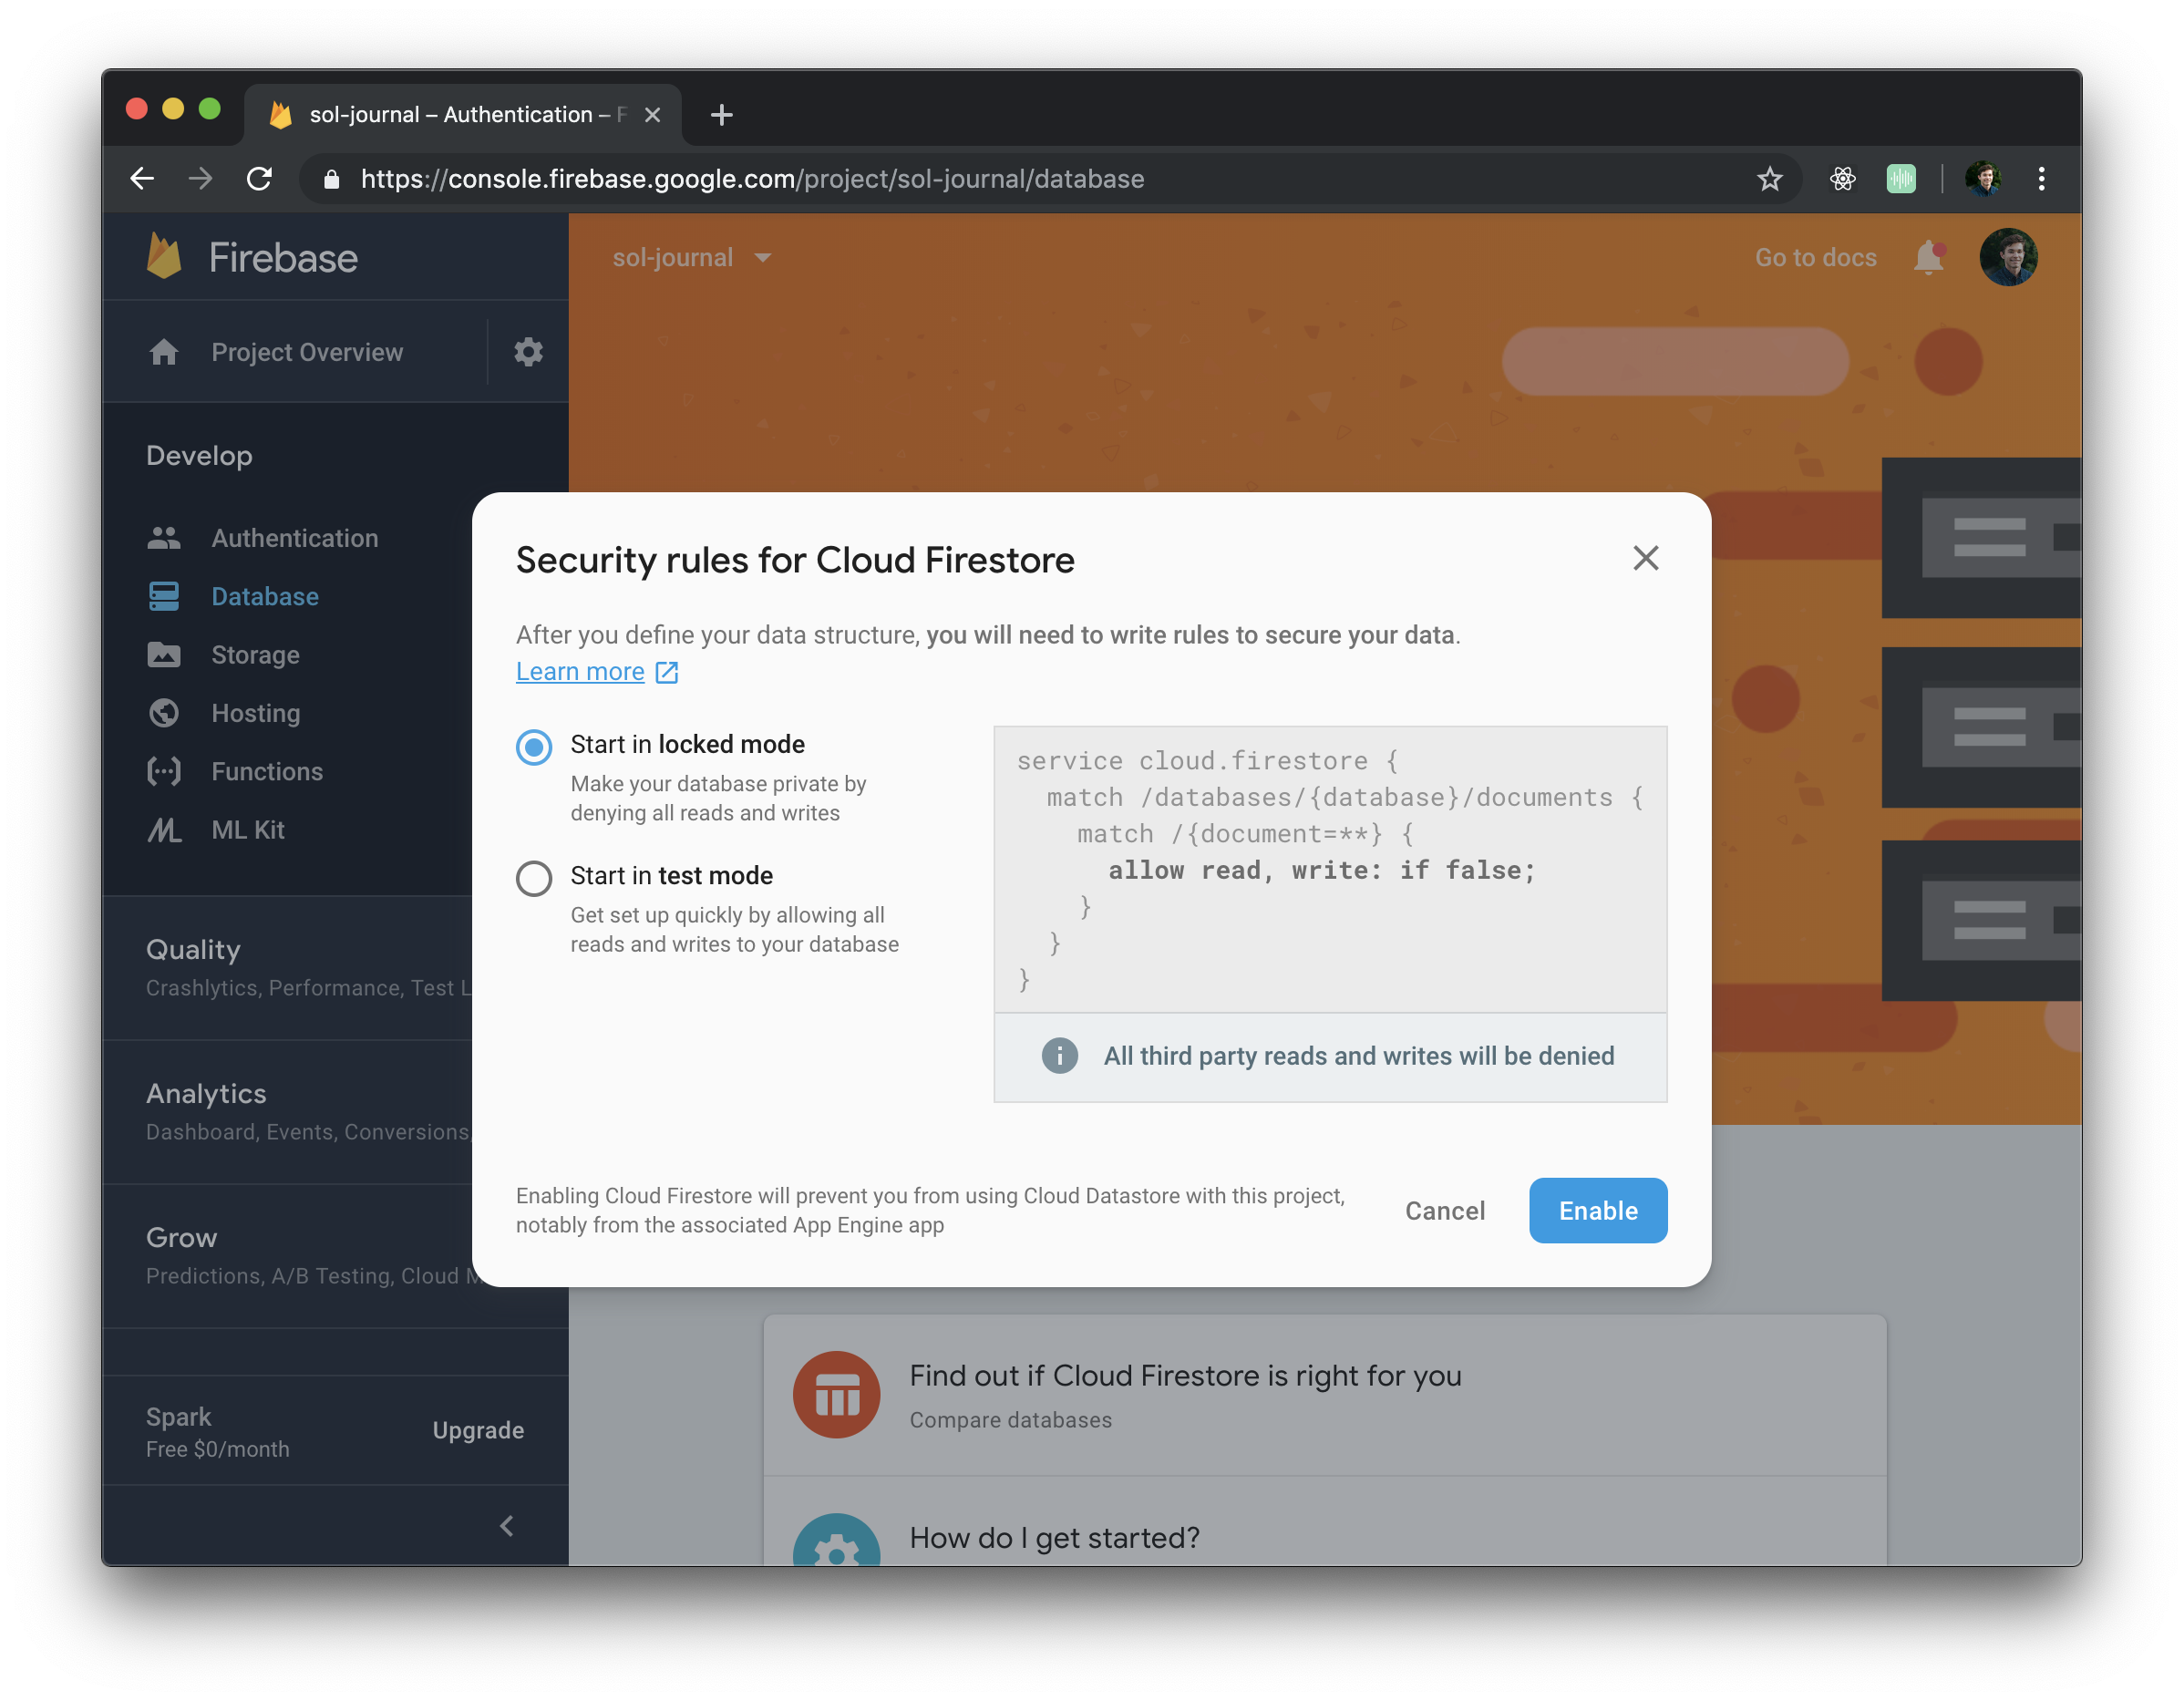 sol-journal – Authentication – F
https://console.firebase.google.com/project/sol-journal/database
Firebase
sol-journal
Go to docs
Project Overview
Develop
Authentication
Database
Storage
Hosting
Functions
ML Kit
Quality
Crashlytics, Performance, Test L
Analytics
Dashboard, Events, Conversions,
Grow
Predictions, A/B Testing, Cloud M
Spark
Free $0/month
Upgrade
Security rules for Cloud Firestore
After you define your data structure, you will need to write rules to secure your data.
Learn more
Start in locked mode
Make your database private by
denying all reads and writes
Start in test mode
Get set up quickly by allowing all
reads and writes to your database
service cloud.firestore {
match /databases/{database}/documents {
match /{document=**} {
allow read, write: if false;
}
}
}
All third party reads and writes will be denied
Enabling Cloud Firestore will prevent you from using Cloud Datastore with this project,
notably from the associated App Engine app
Cancel
Enable
Find out if Cloud Firestore is right for you
Compare databases
How do I get started?